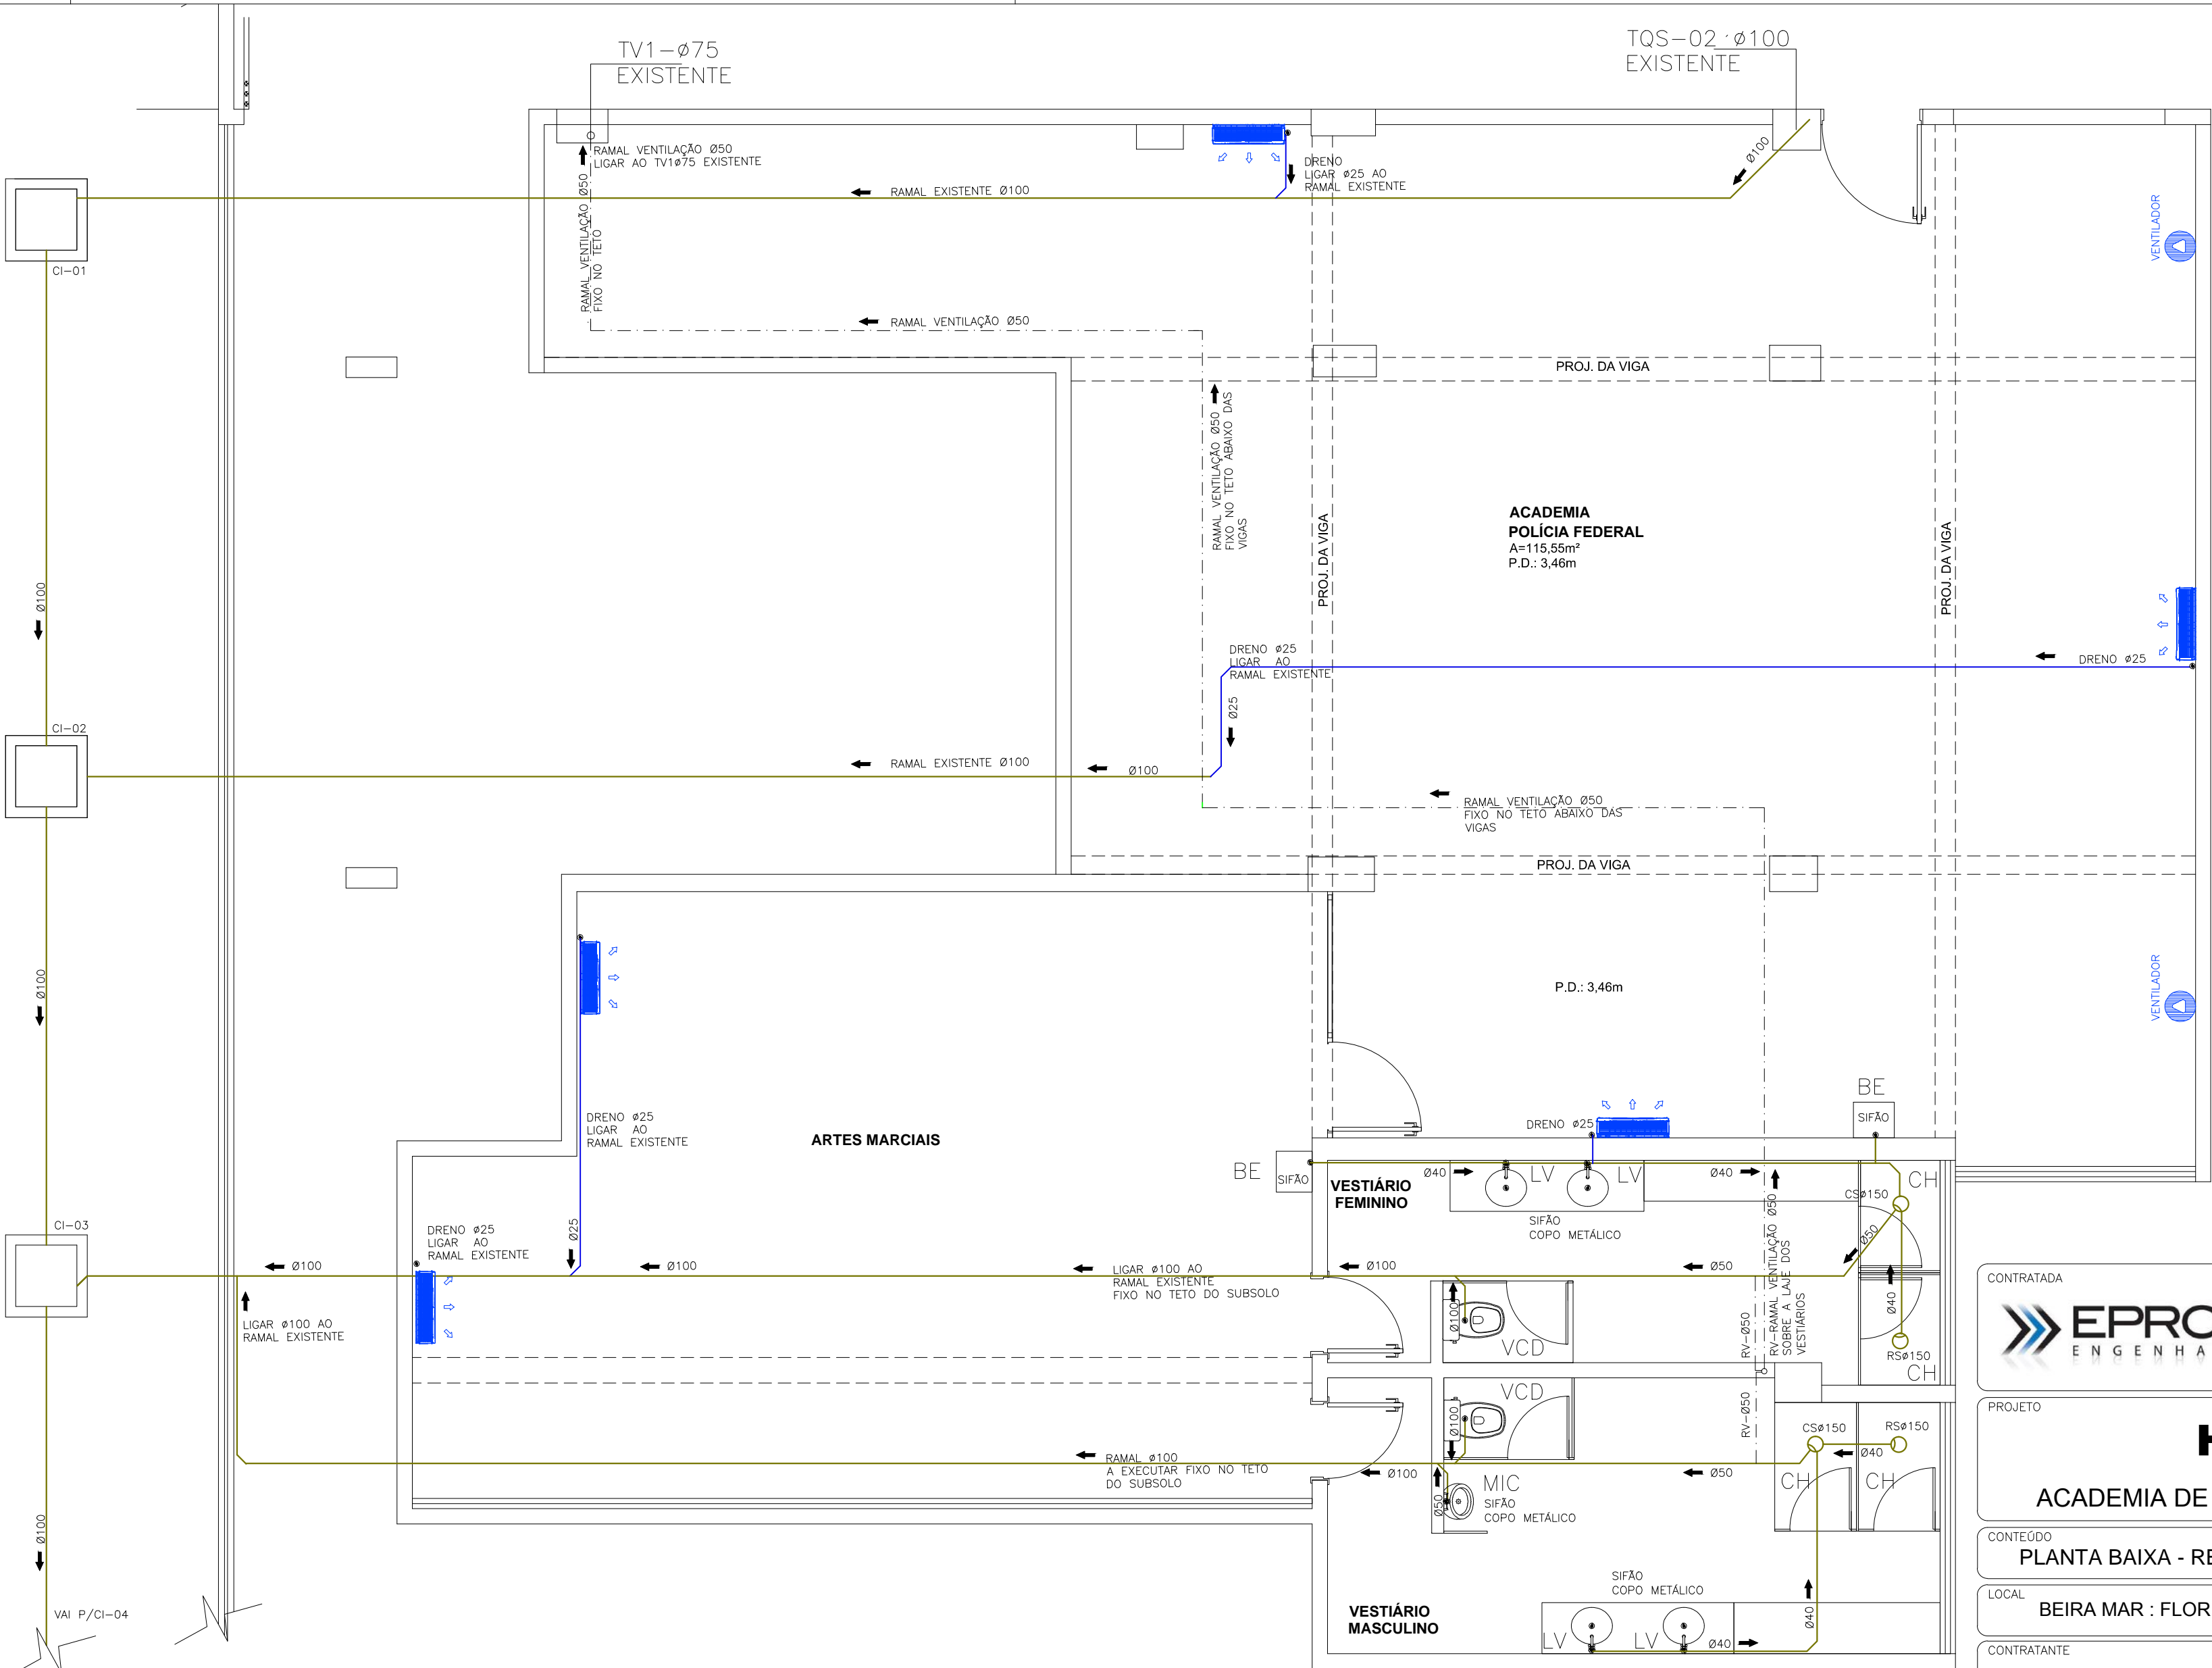 TV1-ø75
EXISTENTE
TQS-02 ø100
EXISTENTE
RAMAL VENTILAÇÃO Ø50
LIGAR AO TV1ø75 EXISTENTE
DRENO
LIGAR ø25 AO
RAMAL EXISTENTE
Ø100
RAMAL EXISTENTE Ø100
RAMAL VENTILAÇÃO Ø50
FIXO NO TETO
VENTILADOR
CI-01
RAMAL VENTILAÇÃO Ø50
PROJ. DA VIGA
RAMAL VENTILAÇÃO Ø50
FIXO NO TETO ABAIXO DAS
VIGAS
PROJ. DA VIGA
ACADEMIA
POLÍCIA FEDERAL
A=115,55m²
P.D.: 3,46m
PROJ. DA VIGA
Ø100
DRENO ø25
LIGAR AO
RAMAL EXISTENTE
DRENO ø25
Ø25
CI-02
RAMAL EXISTENTE Ø100
Ø100
RAMAL VENTILAÇÃO Ø50
FIXO NO TETO ABAIXO DAS
VIGAS
PROJ. DA VIGA
Ø100
P.D.: 3,46m
VENTILADOR
DRENO ø25
LIGAR AO
RAMAL EXISTENTE
ARTES MARCIAIS
DRENO ø25
BE
SIFÃO
BE
SIFÃO
VESTIÁRIO
FEMININO
Ø40
LV
LV
Ø40
CH
CSø150
SIFÃO
COPO METÁLICO
RV-RAMAL VENTILAÇÃO Ø50
SOBRE A LAJE DOS
VESTIÁRIOS
Ø50
CI-03
DRENO ø25
LIGAR AO
RAMAL EXISTENTE
Ø25
Ø100
Ø100
LIGAR ø100 AO
RAMAL EXISTENTE
FIXO NO TETO DO SUBSOLO
Ø100
Ø50
Ø40
LIGAR ø100 AO
RAMAL EXISTENTE
Ø100
VCD
RV-Ø50
RSø150
CH
VCD
Ø100
RV-Ø50
CSø150
RSø150
Ø40
RAMAL ø100
A EXECUTAR FIXO NO TETO
DO SUBSOLO
Ø100
Ø50
CH
CH
Ø50
MIC
SIFÃO
COPO METÁLICO
Ø100
SIFÃO
COPO METÁLICO
VESTIÁRIO
MASCULINO
LV
LV
Ø40
Ø40
VAI P/CI-04
CONTRATADA
EPRO
ENGENHA
PROJETO
H
ACADEMIA DE
CONTEÚDO
PLANTA BAIXA - RE
LOCAL
BEIRA MAR : FLOR
CONTRATANTE